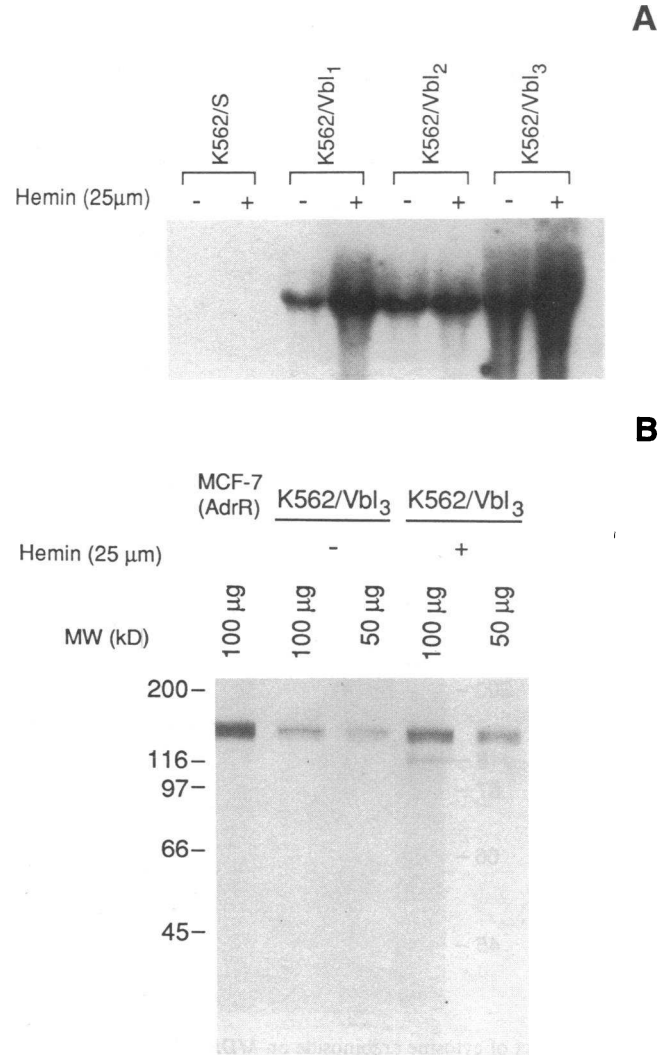 A
K562/S
K562/Vbl1
K562/Vbl2
K562/Vbl3
Hemin (25µm)
- + - + - + - +
B
MCF-7
(AdrR)
K562/Vbl3 K562/Vbl3
Hemin (25 µm) - +
MW (kD) 100 µg 100 µg 50 µg 100 µg 50 µg
200–
116–
97–
66–
45–